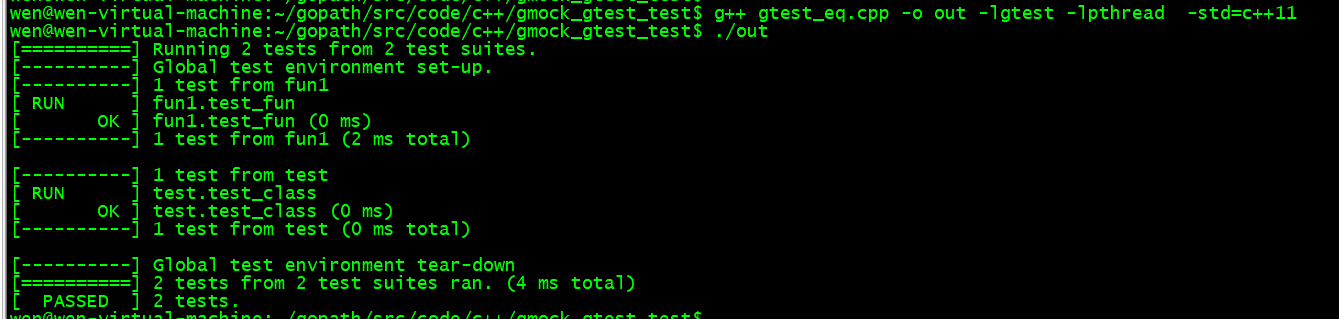 wen@wen-virtual-machine:~/gopath/src/code/c++/gmock_gtest_test$ g++ gtest_eq.cpp -o out -lgtest -lpthread  -std=c++11
wen@wen-virtual-machine:~/gopath/src/code/c++/gmock_gtest_test$ ./out
[==========] Running 2 tests from 2 test suites.
[----------] Global test environment set-up.
[----------] 1 test from fun1
[ RUN      ] fun1.test_fun
[       OK ] fun1.test_fun (0 ms)
[----------] 1 test from fun1 (2 ms total)
[----------] 1 test from test
[ RUN      ] test.test_class
[       OK ] test.test_class (0 ms)
[----------] 1 test from test (0 ms total)
[----------] Global test environment tear-down
[==========] 2 tests from 2 test suites ran. (4 ms total)
[  PASSED  ] 2 tests.
wen@wen-virtual-machine:~/gopath/src/code/c++/gmock_gtest_test$